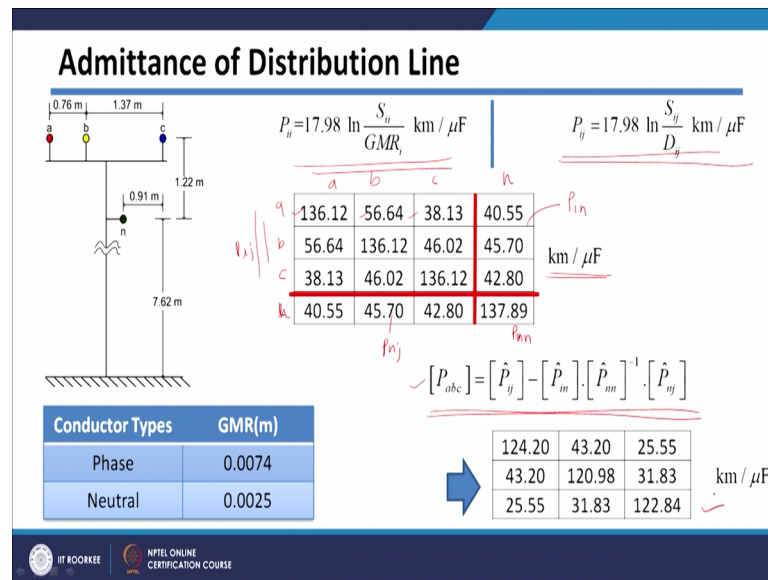 Admittance of Distribution Line
0.76 m 1.37 m
a b c
1.22 m
0.91 m
n
7.62 m
P_ii = 17.98 ln S_ii / GMR_i km / μF
P_ij = 17.98 ln S_ij / D_ij km / μF
a b c n
a 136.12 56.64 38.13 40.55 Pin
b 56.64 136.12 46.02 45.70
c 38.13 46.02 136.12 42.80
n 40.55 45.70 42.80 137.89
Pij
km / μF
Pnj Pnn
[P_abc] = [P̂_ij] − [P̂_in].[P̂_nn]⁻¹.[P̂_nj]
Conductor Types GMR(m)
Phase 0.0074
Neutral 0.0025
124.20 43.20 25.55
43.20 120.98 31.83 km / μF
25.55 31.83 122.84
IIT ROORKEE
NPTEL ONLINE
CERTIFICATION COURSE
NPTEL